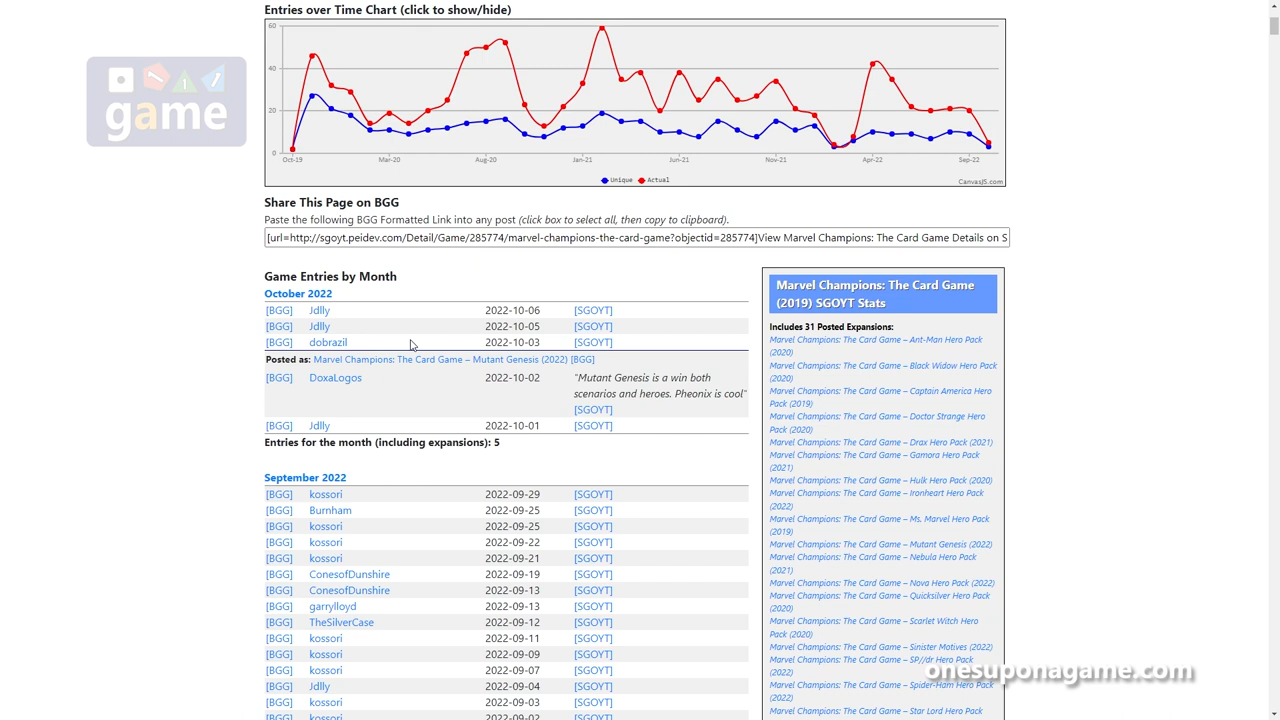 Entries over Time Chart (click to show/hide)
60
40
20
0
Oct-19 Mar-20 Aug-20 Jan-21 Jun-21 Nov-21 Apr-22 Sep-22
Unique Actual
CanvasJS.com
1
game
Share This Page on BGG
Paste the following BGG Formatted Link into any post (click box to select all, then copy to clipboard).
[url=http://sgoyt.peidev.com/Detail/Game/285774/marvel-champions-the-card-game?objectid=285774]View Marvel Champions: The Card Game Details on S
Game Entries by Month
October 2022
[BGG] Jdlly 2022-10-06 [SGOYT]
[BGG] Jdlly 2022-10-05 [SGOYT]
[BGG] dobrazil 2022-10-03 [SGOYT]
Posted as: Marvel Champions: The Card Game – Mutant Genesis (2022) [BGG]
[BGG] DoxaLogos 2022-10-02 "Mutant Genesis is a win both
scenarios and heroes. Pheonix is cool"
[SGOYT]
[BGG] Jdlly 2022-10-01 [SGOYT]
Entries for the month (including expansions): 5
September 2022
[BGG] kossori 2022-09-29 [SGOYT]
[BGG] Burnham 2022-09-25 [SGOYT]
[BGG] kossori 2022-09-25 [SGOYT]
[BGG] kossori 2022-09-22 [SGOYT]
[BGG] kossori 2022-09-21 [SGOYT]
[BGG] ConesofDunshire 2022-09-19 [SGOYT]
[BGG] ConesofDunshire 2022-09-13 [SGOYT]
[BGG] garrylloyd 2022-09-13 [SGOYT]
[BGG] TheSilverCase 2022-09-12 [SGOYT]
[BGG] kossori 2022-09-11 [SGOYT]
[BGG] kossori 2022-09-09 [SGOYT]
[BGG] kossori 2022-09-07 [SGOYT]
[BGG] Jdlly 2022-09-04 [SGOYT]
[BGG] kossori 2022-09-03 [SGOYT]
[BGG] kossori 2022-09-02 [SGOYT]
Marvel Champions: The Card Game
(2019) SGOYT Stats
Includes 31 Posted Expansions:
Marvel Champions: The Card Game – Ant-Man Hero Pack
(2020)
Marvel Champions: The Card Game – Black Widow Hero Pack
(2020)
Marvel Champions: The Card Game – Captain America Hero
Pack (2019)
Marvel Champions: The Card Game – Doctor Strange Hero
Pack (2020)
Marvel Champions: The Card Game – Drax Hero Pack (2021)
Marvel Champions: The Card Game – Gamora Hero Pack
(2021)
Marvel Champions: The Card Game – Hulk Hero Pack (2020)
Marvel Champions: The Card Game – Ironheart Hero Pack
(2022)
Marvel Champions: The Card Game – Ms. Marvel Hero Pack
(2019)
Marvel Champions: The Card Game – Mutant Genesis (2022)
Marvel Champions: The Card Game – Nebula Hero Pack
(2021)
Marvel Champions: The Card Game – Nova Hero Pack (2022)
Marvel Champions: The Card Game – Quicksilver Hero Pack
(2020)
Marvel Champions: The Card Game – Scarlet Witch Hero
Pack (2020)
Marvel Champions: The Card Game – Sinister Motives (2022)
Marvel Champions: The Card Game – SP//dr Hero Pack
(2022)
Marvel Champions: The Card Game – Spider-Ham Hero Pack
(2022)
Marvel Champions: The Card Game – Star Lord Hero Pack
onesuponagame.com